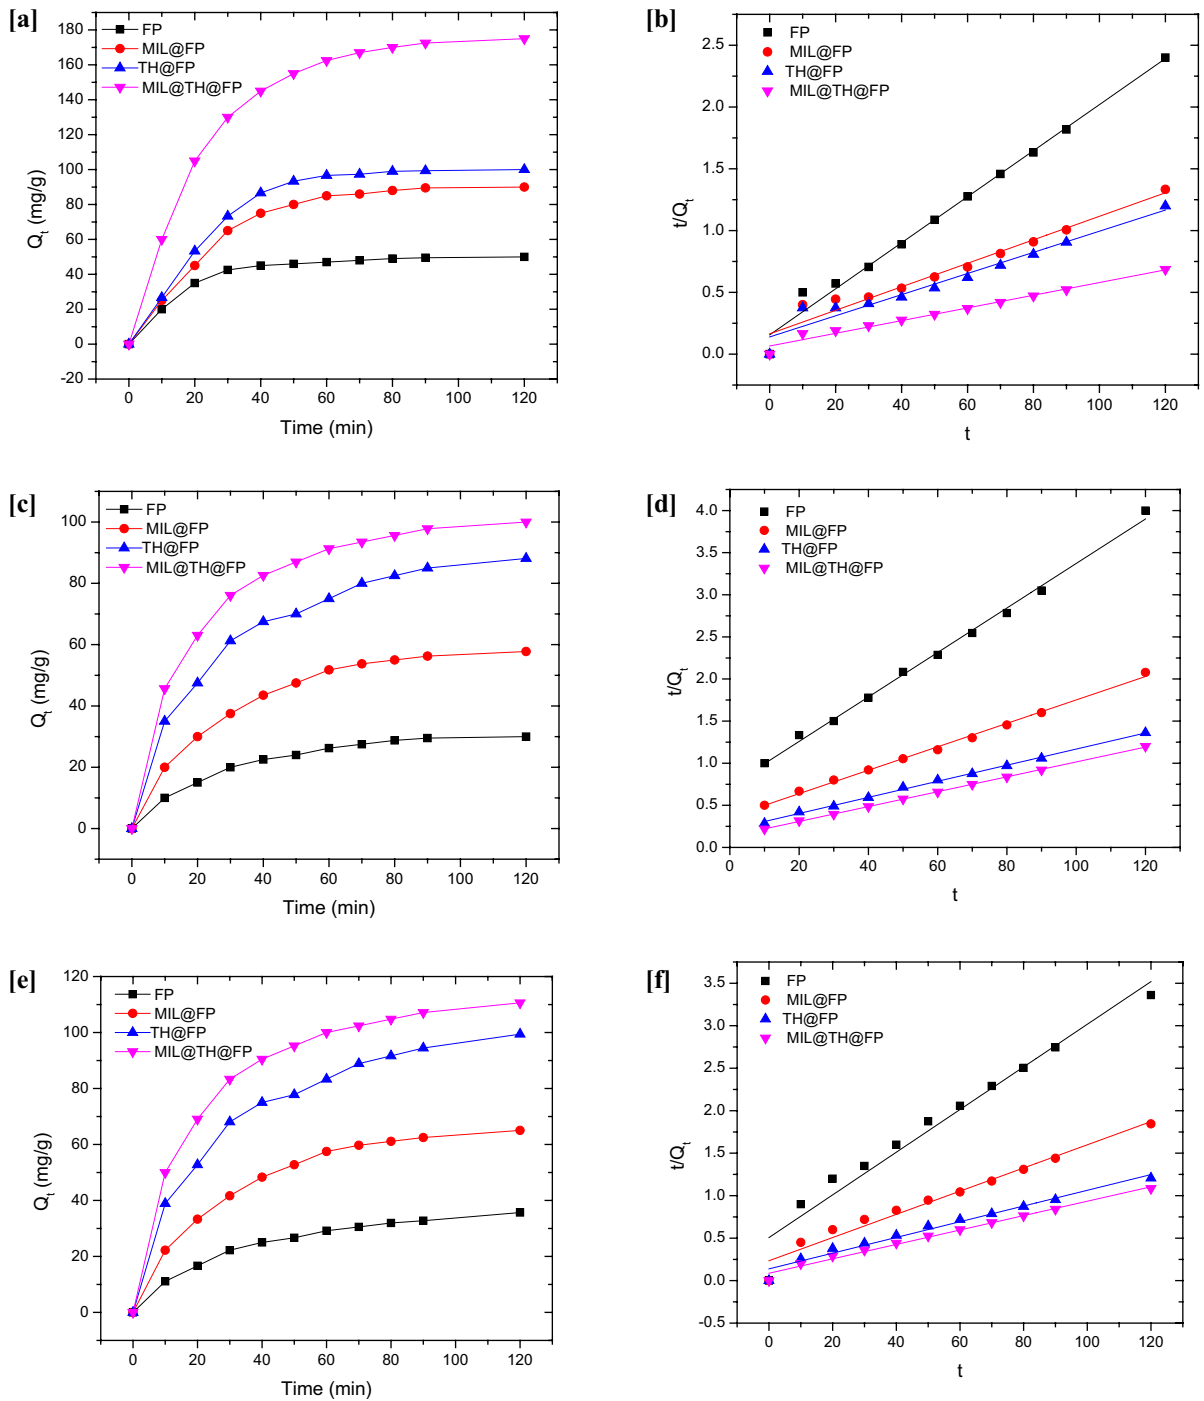 [a]
FP
MIL@FP
TH@FP
MIL@TH@FP
180
160
140
120
100
80
60
40
20
0
-20
Qt (mg/g)
0 20 40 60 80 100 120
Time (min)
[b]
FP
MIL@FP
TH@FP
MIL@TH@FP
2.5
2.0
1.5
1.0
0.5
0.0
t/Qt
0 20 40 60 80 100 120
t
[c]
FP
MIL@FP
TH@FP
MIL@TH@FP
100
80
60
40
20
0
Qt (mg/g)
0 20 40 60 80 100 120
Time (min)
[d]
FP
MIL@FP
TH@FP
MIL@TH@FP
4.0
3.5
3.0
2.5
2.0
1.5
1.0
0.5
0.0
t/Qt
0 20 40 60 80 100 120
t
[e]
FP
MIL@FP
TH@FP
MIL@TH@FP
120
100
80
60
40
20
0
Qt (mg/g)
0 20 40 60 80 100 120
Time (min)
[f]
FP
MIL@FP
TH@FP
MIL@TH@FP
3.5
3.0
2.5
2.0
1.5
1.0
0.5
0.0
-0.5
t/Qt
0 20 40 60 80 100 120
t